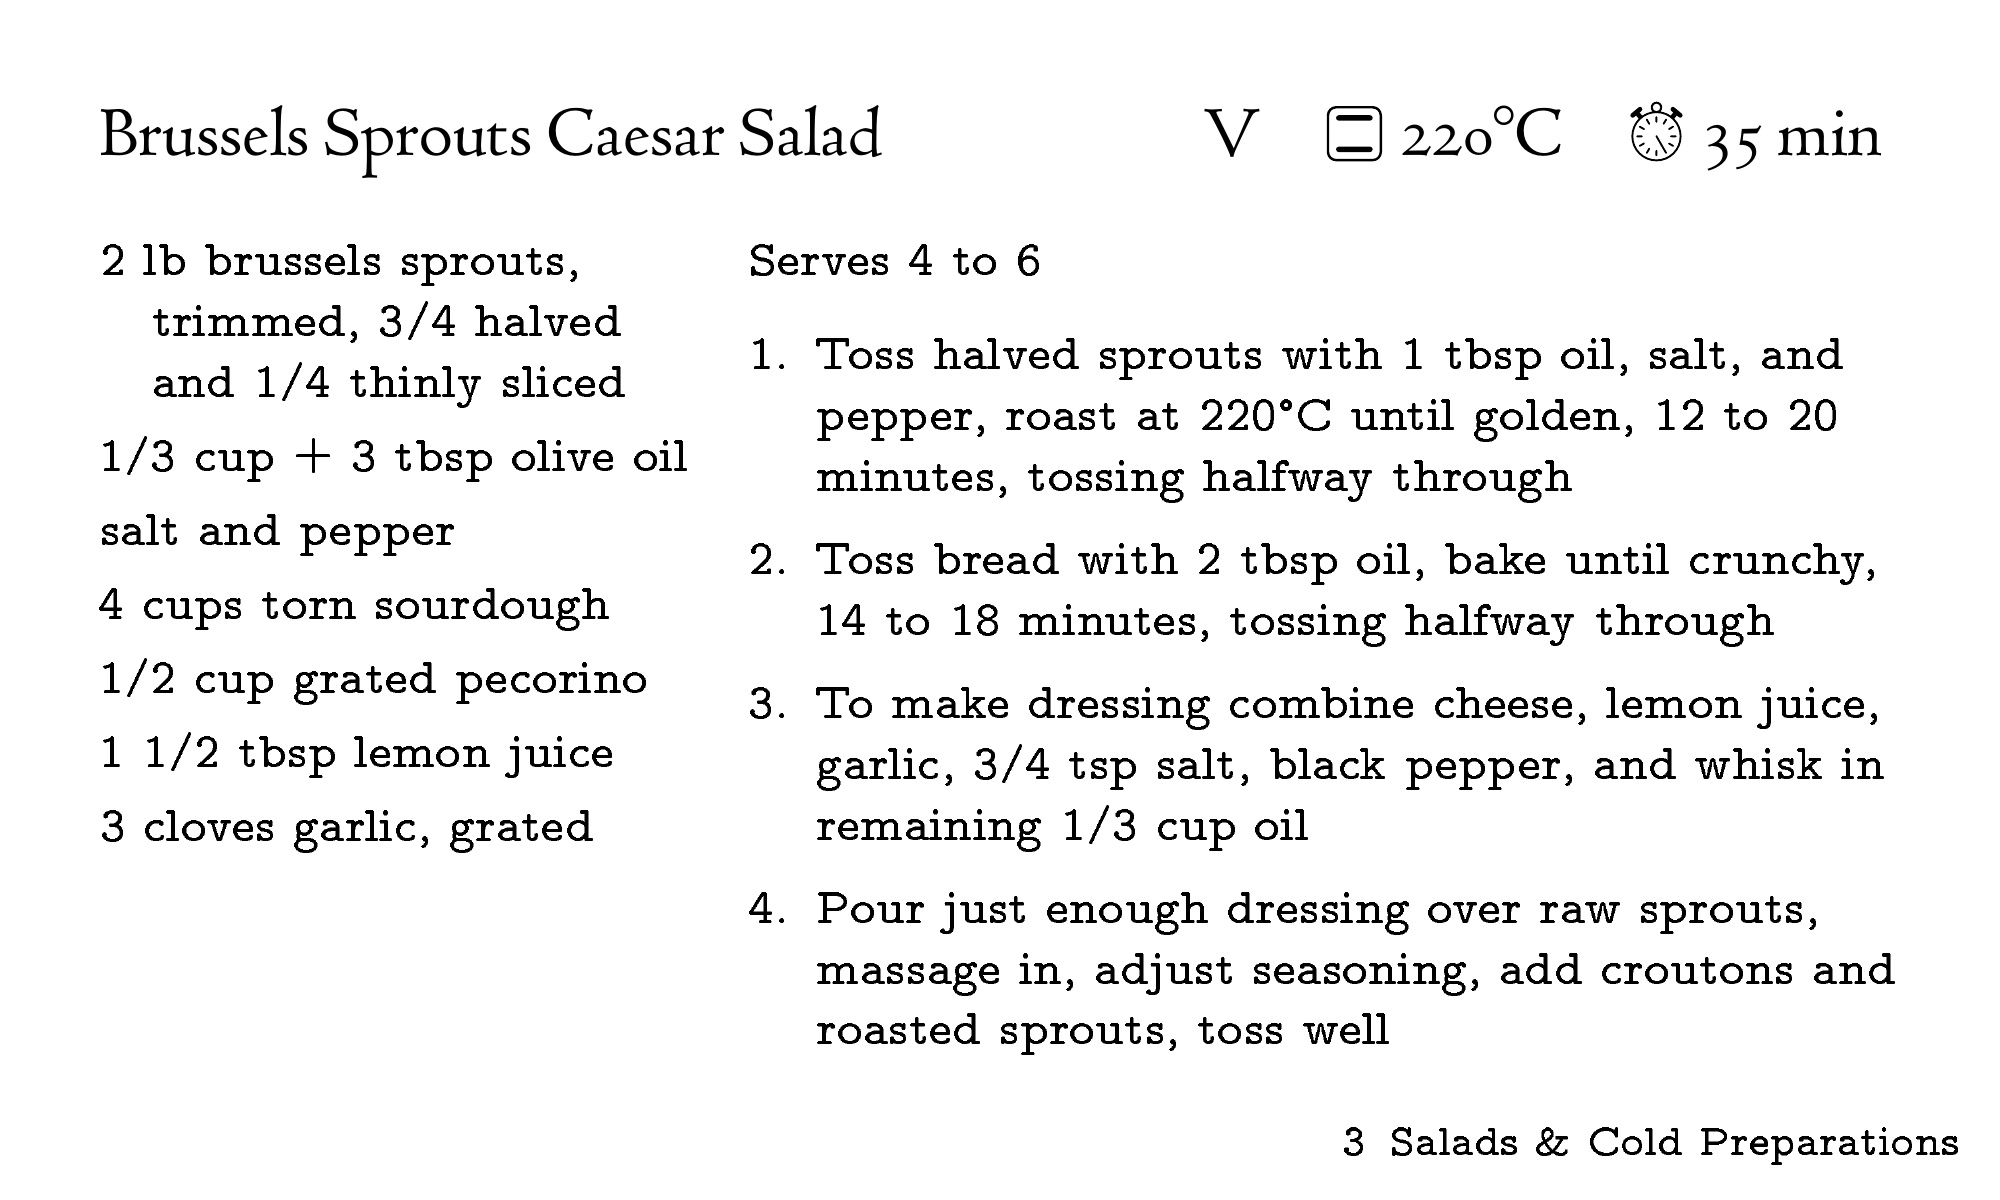 Brussels Sprouts Caesar Salad V 220°C 35 min
2 lb brussels sprouts,
trimmed, 3/4 halved
and 1/4 thinly sliced
1/3 cup + 3 tbsp olive oil
salt and pepper
4 cups torn sourdough
1/2 cup grated pecorino
1 1/2 tbsp lemon juice
3 cloves garlic, grated
Serves 4 to 6
1. Toss halved sprouts with 1 tbsp oil, salt, and
pepper, roast at 220°C until golden, 12 to 20
minutes, tossing halfway through
2. Toss bread with 2 tbsp oil, bake until crunchy,
14 to 18 minutes, tossing halfway through
3. To make dressing combine cheese, lemon juice,
garlic, 3/4 tsp salt, black pepper, and whisk in
remaining 1/3 cup oil
4. Pour just enough dressing over raw sprouts,
massage in, adjust seasoning, add croutons and
roasted sprouts, toss well
3 Salads & Cold Preparations